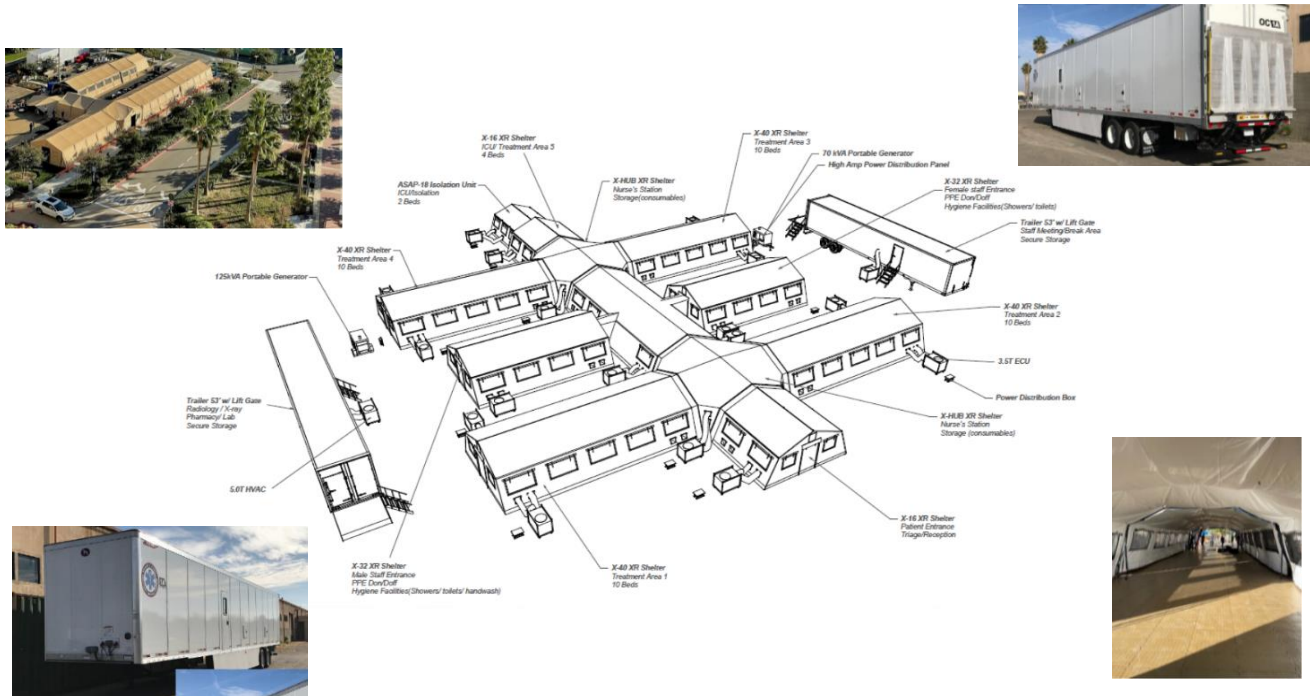 X-16 XR Shelter
ICU/ Treatment Area 5
4 Beds
X-40 XR Shelter
Treatment Area 3
10 Beds
70 kVA Portable Generator
High Amp Power Distribution Panel
ASAP-18 Isolation Unit
ICU/Isolation
2 Beds
X-HUB XR Shelter
Nurse's Station
Storage(consumables)
X-32 XR Shelter
Female staff Entrance
PPE Don/Doff
Hygiene Facilities(Showers/ toilets)
Trailer 53' w/ Lift Gate
Staff Meeting/Break Area
Secure Storage
X-40 XR Shelter
Treatment Area 4
10 Beds
125kVA Portable Generator
X-40 XR Shelter
Treatment Area 2
10 Beds
3.5T ECU
Power Distribution Box
Trailer 53' w/ Lift Gate
Radiology / X-ray
Pharmacy/ Lab
Secure Storage
X-HUB XR Shelter
Nurse's Station
Storage (consumables)
5.0T HVAC
X-16 XR Shelter
Patient Entrance
Triage/Reception
X-32 XR Shelter
Male Staff Entrance
PPE Don/Doff
Hygiene Facilities(Showers/ toilets/ handwash)
X-40 XR Shelter
Treatment Area 1
10 Beds